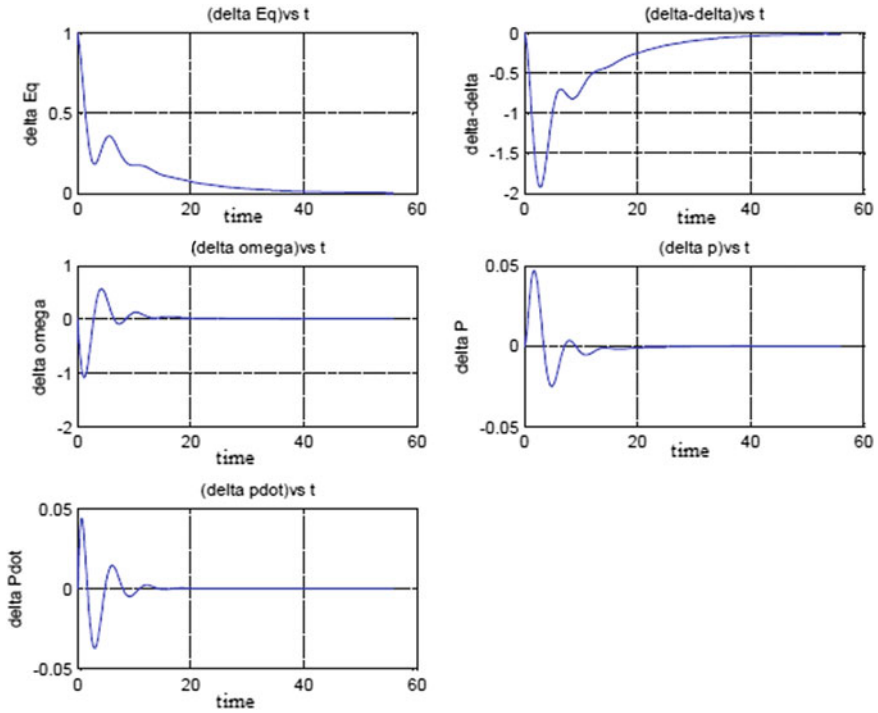 (delta Eq)vs t
1
0.5
0
delta Eq
0 20 40 60
time
(delta-delta)vs t
0
-0.5
-1
-1.5
-2
delta-delta
0 20 40 60
time
(delta omega)vs t
1
0
-1
-2
delta omega
0 20 40 60
time
(delta p)vs t
0.05
0
-0.05
delta P
0 20 40 60
time
(delta pdot)vs t
0.05
0
-0.05
delta Pdot
0 20 40 60
time